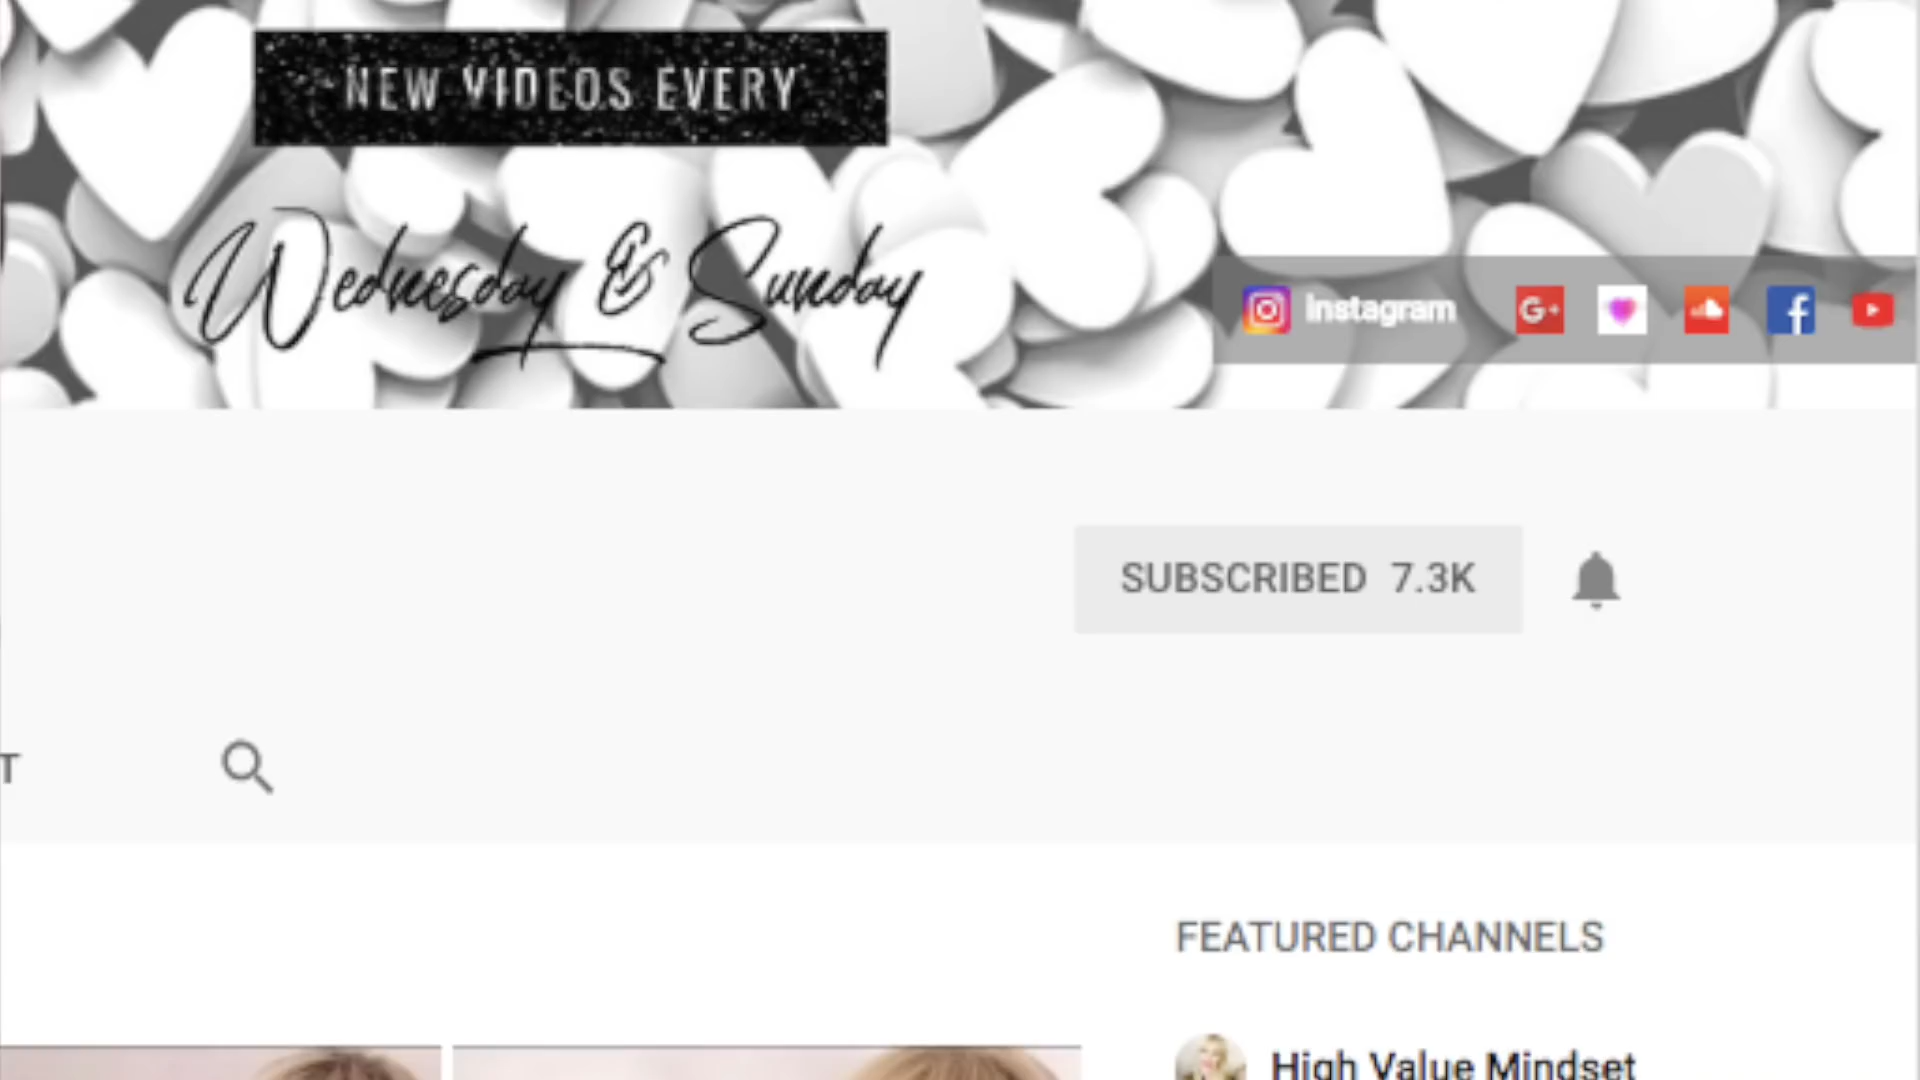 NEW VIDEOS EVERY
Wednesday & Sunday
Instagram
SUBSCRIBED 7.3K
T
FEATURED CHANNELS
High Value Mindset